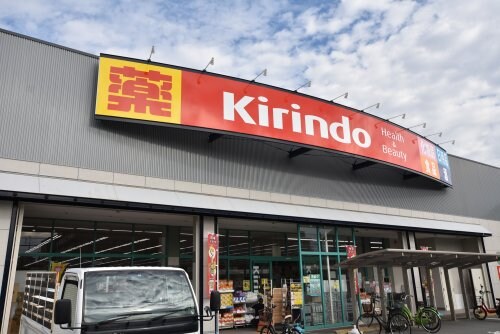 薬
Kirindo
Health
&
Beauty